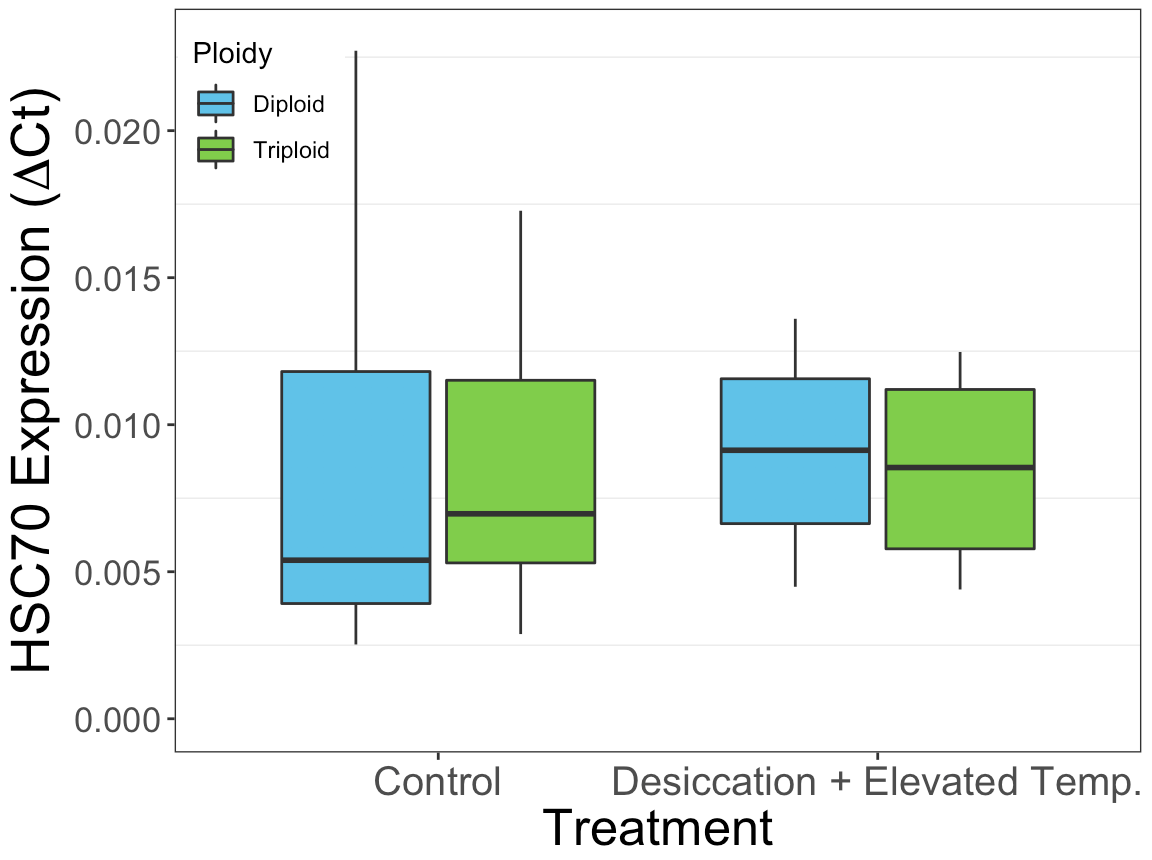 HSC70 Expression (ΔCt)
0.020
0.015
0.010
0.005
0.000
Ploidy
Diploid
Triploid
Control
Desiccation + Elevated Temp.
Treatment